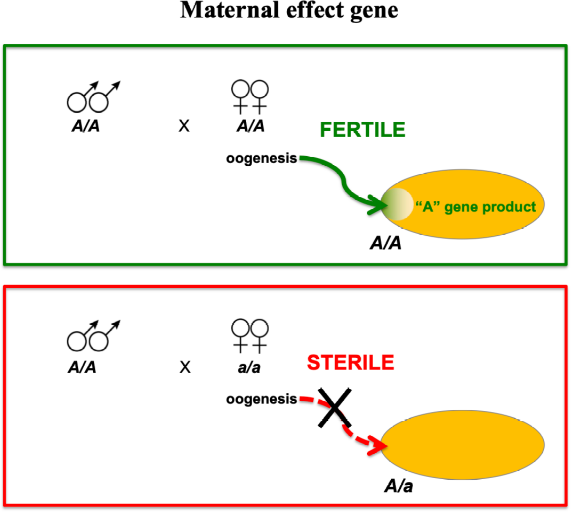 Maternal effect gene
A/A X A/A
FERTILE
oogenesis
“A” gene product
A/A
A/A X a/a
STERILE
oogenesis
A/a